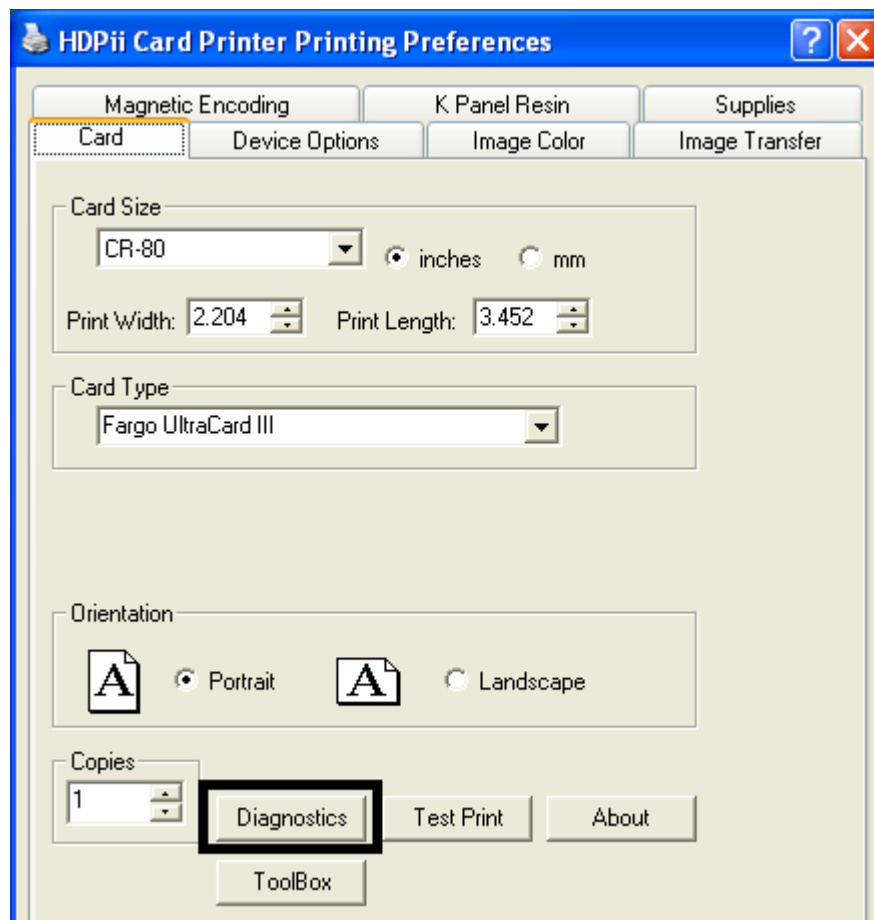 HDPii Card Printer Printing Preferences
Magnetic Encoding K Panel Resin Supplies
Card Device Options Image Color Image Transfer
Card Size
CR-80 inches mm
Print Width: 2.204 Print Length: 3.452
Card Type
Fargo UltraCard III
Orientation
A Portrait A Landscape
Copies
1 Diagnostics Test Print About
ToolBox